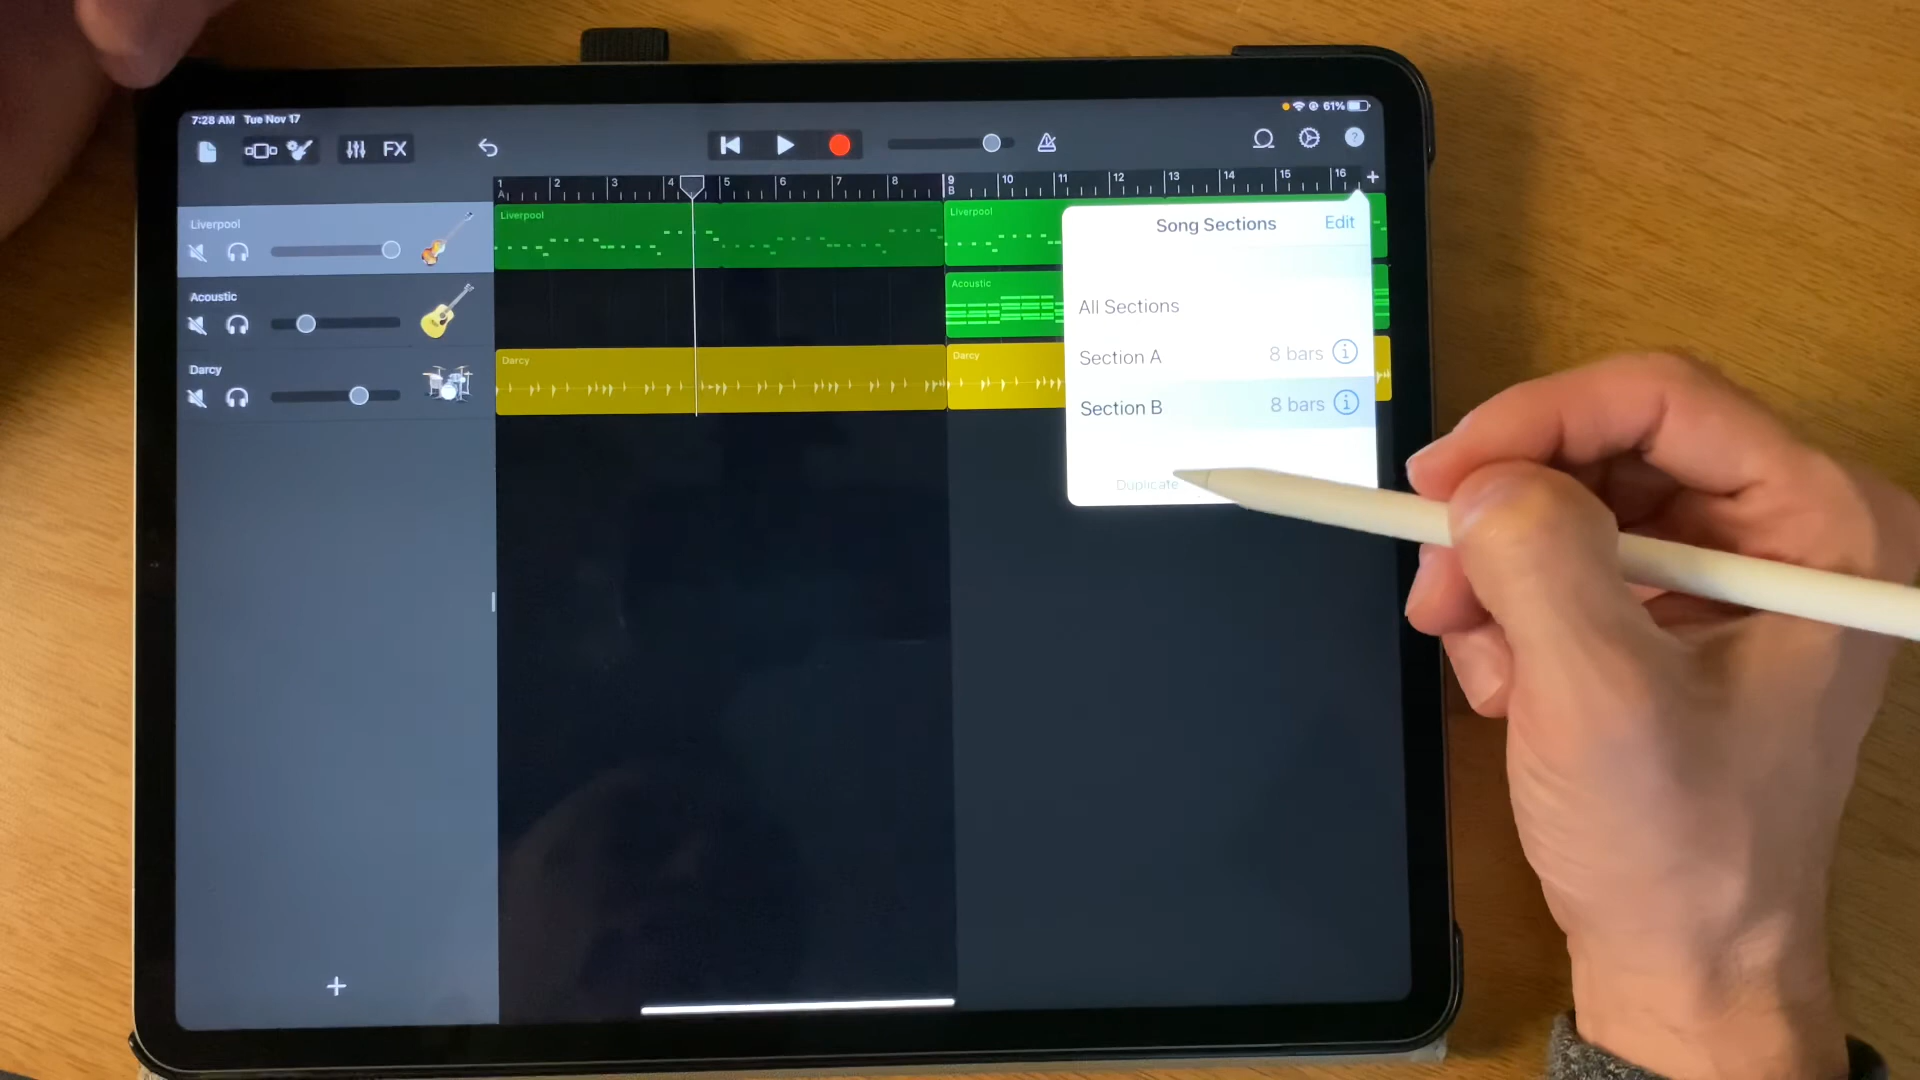 7:28 AM Tue Nov 17
61%
FX
?
1 2 3 4 5 6 7 8 9 10 11 12 13 14 15 16 +
A B
Liverpool
Liverpool
Liverpool
Song Sections Edit
Acoustic
Acoustic
All Sections
Section A 8 bars i
Darcy
Darcy
Darcy
Section B 8 bars i
Duplicate
+